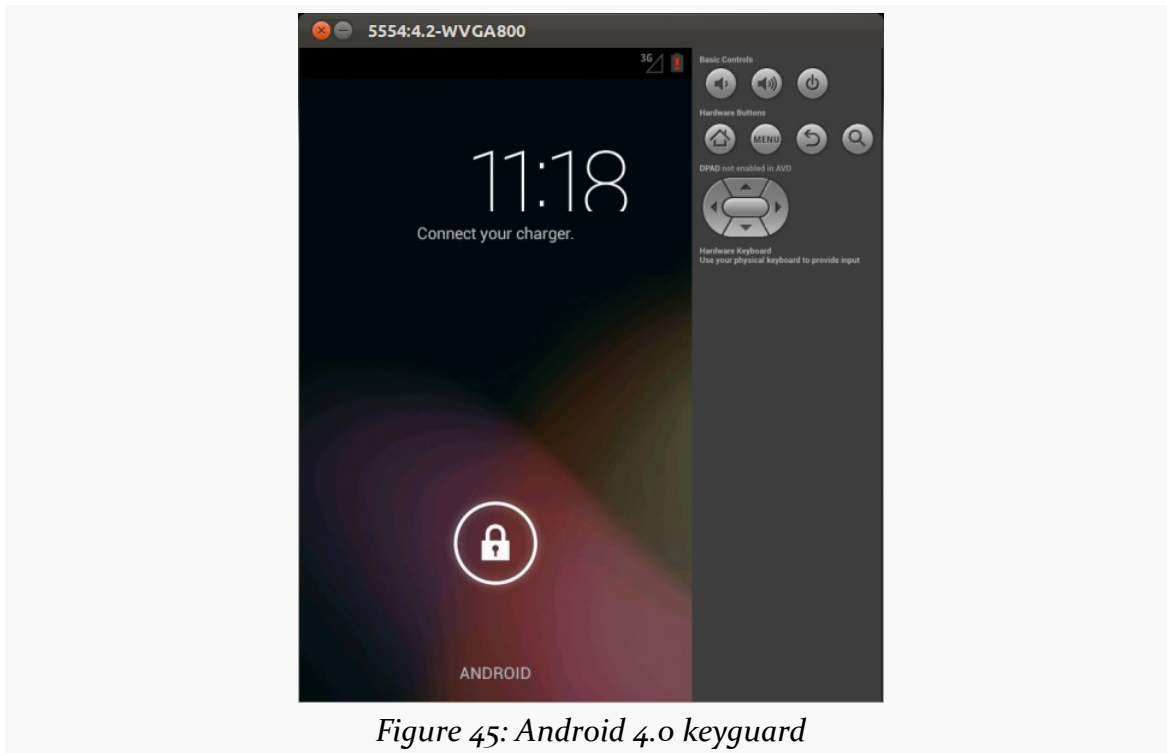 5554:4.2-WVGA800
3G
Basic Controls
Hardware Buttons
MENU
DPAD not enabled in AVD
Hardware Keyboard
Use your physical keyboard to provide input
11:18
Connect your charger.
ANDROID
Figure 45: Android 4.0 keyguard